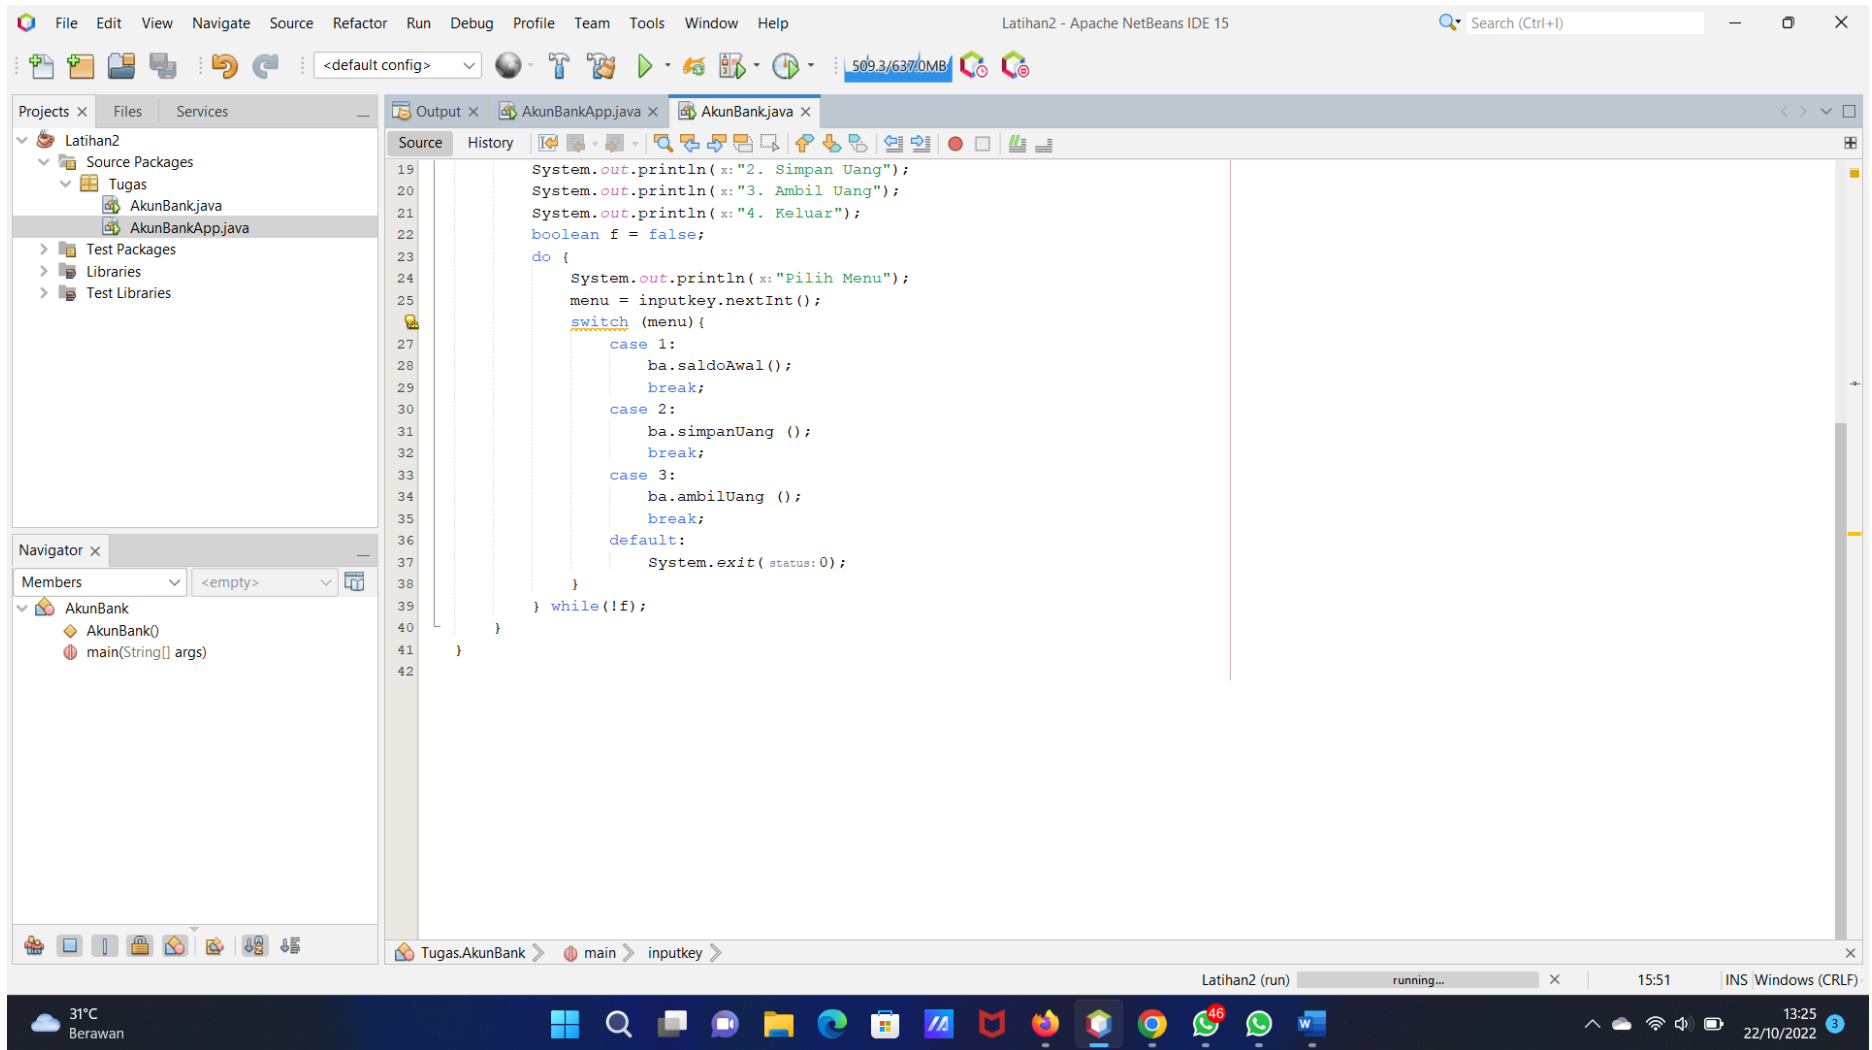 File Edit View Navigate Source Refactor Run Debug Profile Team Tools Window Help Latihan2 - Apache NetBeans IDE 15 Search (Ctrl+I)
<default config> 509.3/637.0MB
Projects Files Services Output AkunBankApp.java AkunBank.java
Source History
Latihan2
Source Packages
Tugas
AkunBank.java
AkunBankApp.java
Test Packages
Libraries
Test Libraries
19 System.out.println( x: "2. Simpan Uang");
20 System.out.println( x: "3. Ambil Uang");
21 System.out.println( x: "4. Keluar");
22 boolean f = false;
23 do {
24 System.out.println( x: "Pilih Menu");
25 menu = inputkey.nextInt();
switch (menu){
27 case 1:
28 ba.saldoAwal();
29 break;
30 case 2:
31 ba.simpanUang ();
32 break;
33 case 3:
34 ba.ambilUang ();
35 break;
36 default:
37 System.exit( status: 0);
38 }
39 } while(!f);
40 }
41 }
42
Navigator
Members <empty>
AkunBank
AkunBank()
main(String[] args)
Tugas.AkunBank main inputkey
Latihan2 (run) running... 15:51 INS Windows (CRLF)
31°C
Berawan
46
13:25
22/10/2022
3